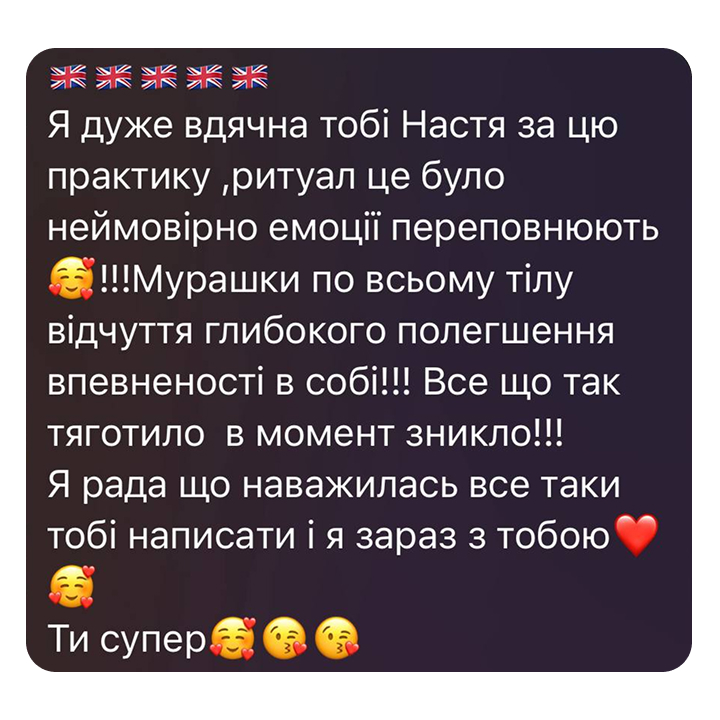 🇬🇧🇬🇧🇬🇧🇬🇧🇬🇧
Я дуже вдячна тобі Настя за цю
практику ,ритуал це було
неймовірно емоції переповнюють
🥰!!!Мурашки по всьому тілу
відчуття глибокого полегшення
впевненості в собі!!! Все що так
тяготило  в момент зникло!!!
Я рада що наважилась все таки
тобі написати і я зараз з тобою❤️
🥰
Ти супер🥰😘😘